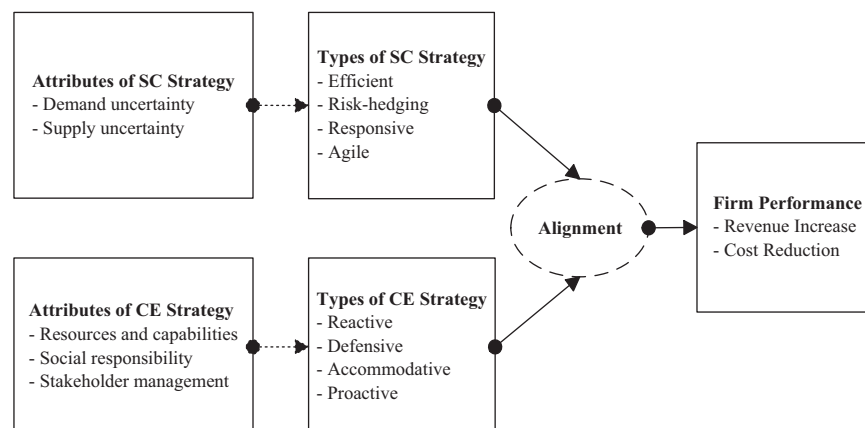 Attributes of SC Strategy
- Demand uncertainty
- Supply uncertainty
Types of SC Strategy
- Efficient
- Risk-hedging
- Responsive
- Agile
Alignment
Firm Performance
- Revenue Increase
- Cost Reduction
Attributes of CE Strategy
- Resources and capabilities
- Social responsibility
- Stakeholder management
Types of CE Strategy
- Reactive
- Defensive
- Accommodative
- Proactive